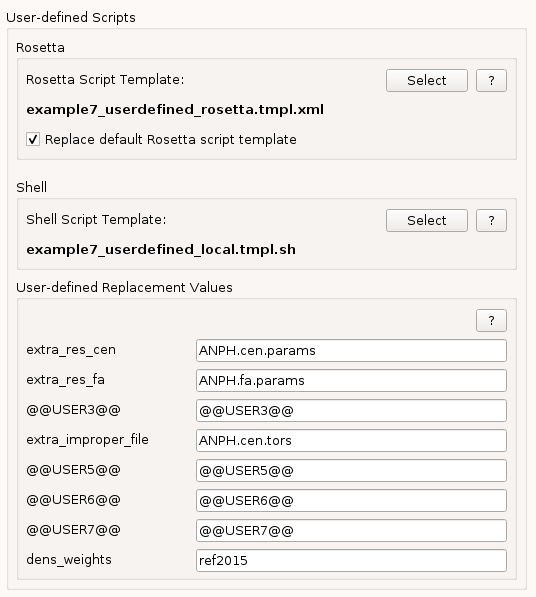 User-defined Scripts
Rosetta
Rosetta Script Template: Select ?
example7_userdefined_rosetta.tmpl.xml
Replace default Rosetta script template
Shell
Shell Script Template: Select ?
example7_userdefined_local.tmpl.sh
User-defined Replacement Values
?
extra_res_cen ANPH.cen.params
extra_res_fa ANPH.fa.params
@@USER3@@ @@USER3@@
extra_improper_file ANPH.cen.tors
@@USER5@@ @@USER5@@
@@USER6@@ @@USER6@@
@@USER7@@ @@USER7@@
dens_weights ref2015